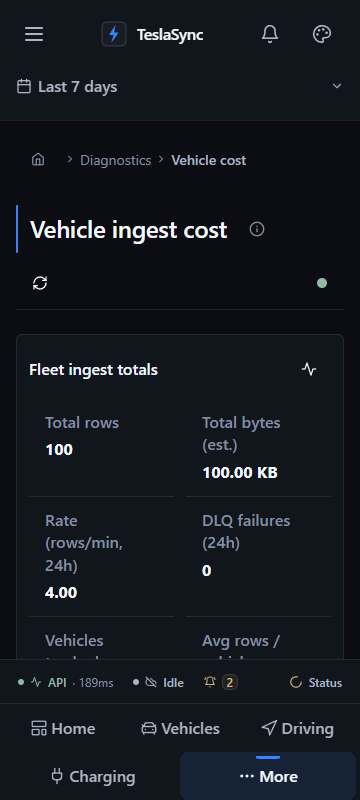 TeslaSync
Last 7 days
Diagnostics Vehicle cost
Vehicle ingest cost
Fleet ingest totals
Total rows
100
Total bytes
(est.)
100.00 KB
Rate
(rows/min,
24h)
4.00
DLQ failures
(24h)
0
Vehicles
Avg rows /
API · 189ms Idle 2 Status
Home Vehicles Driving
Charging More